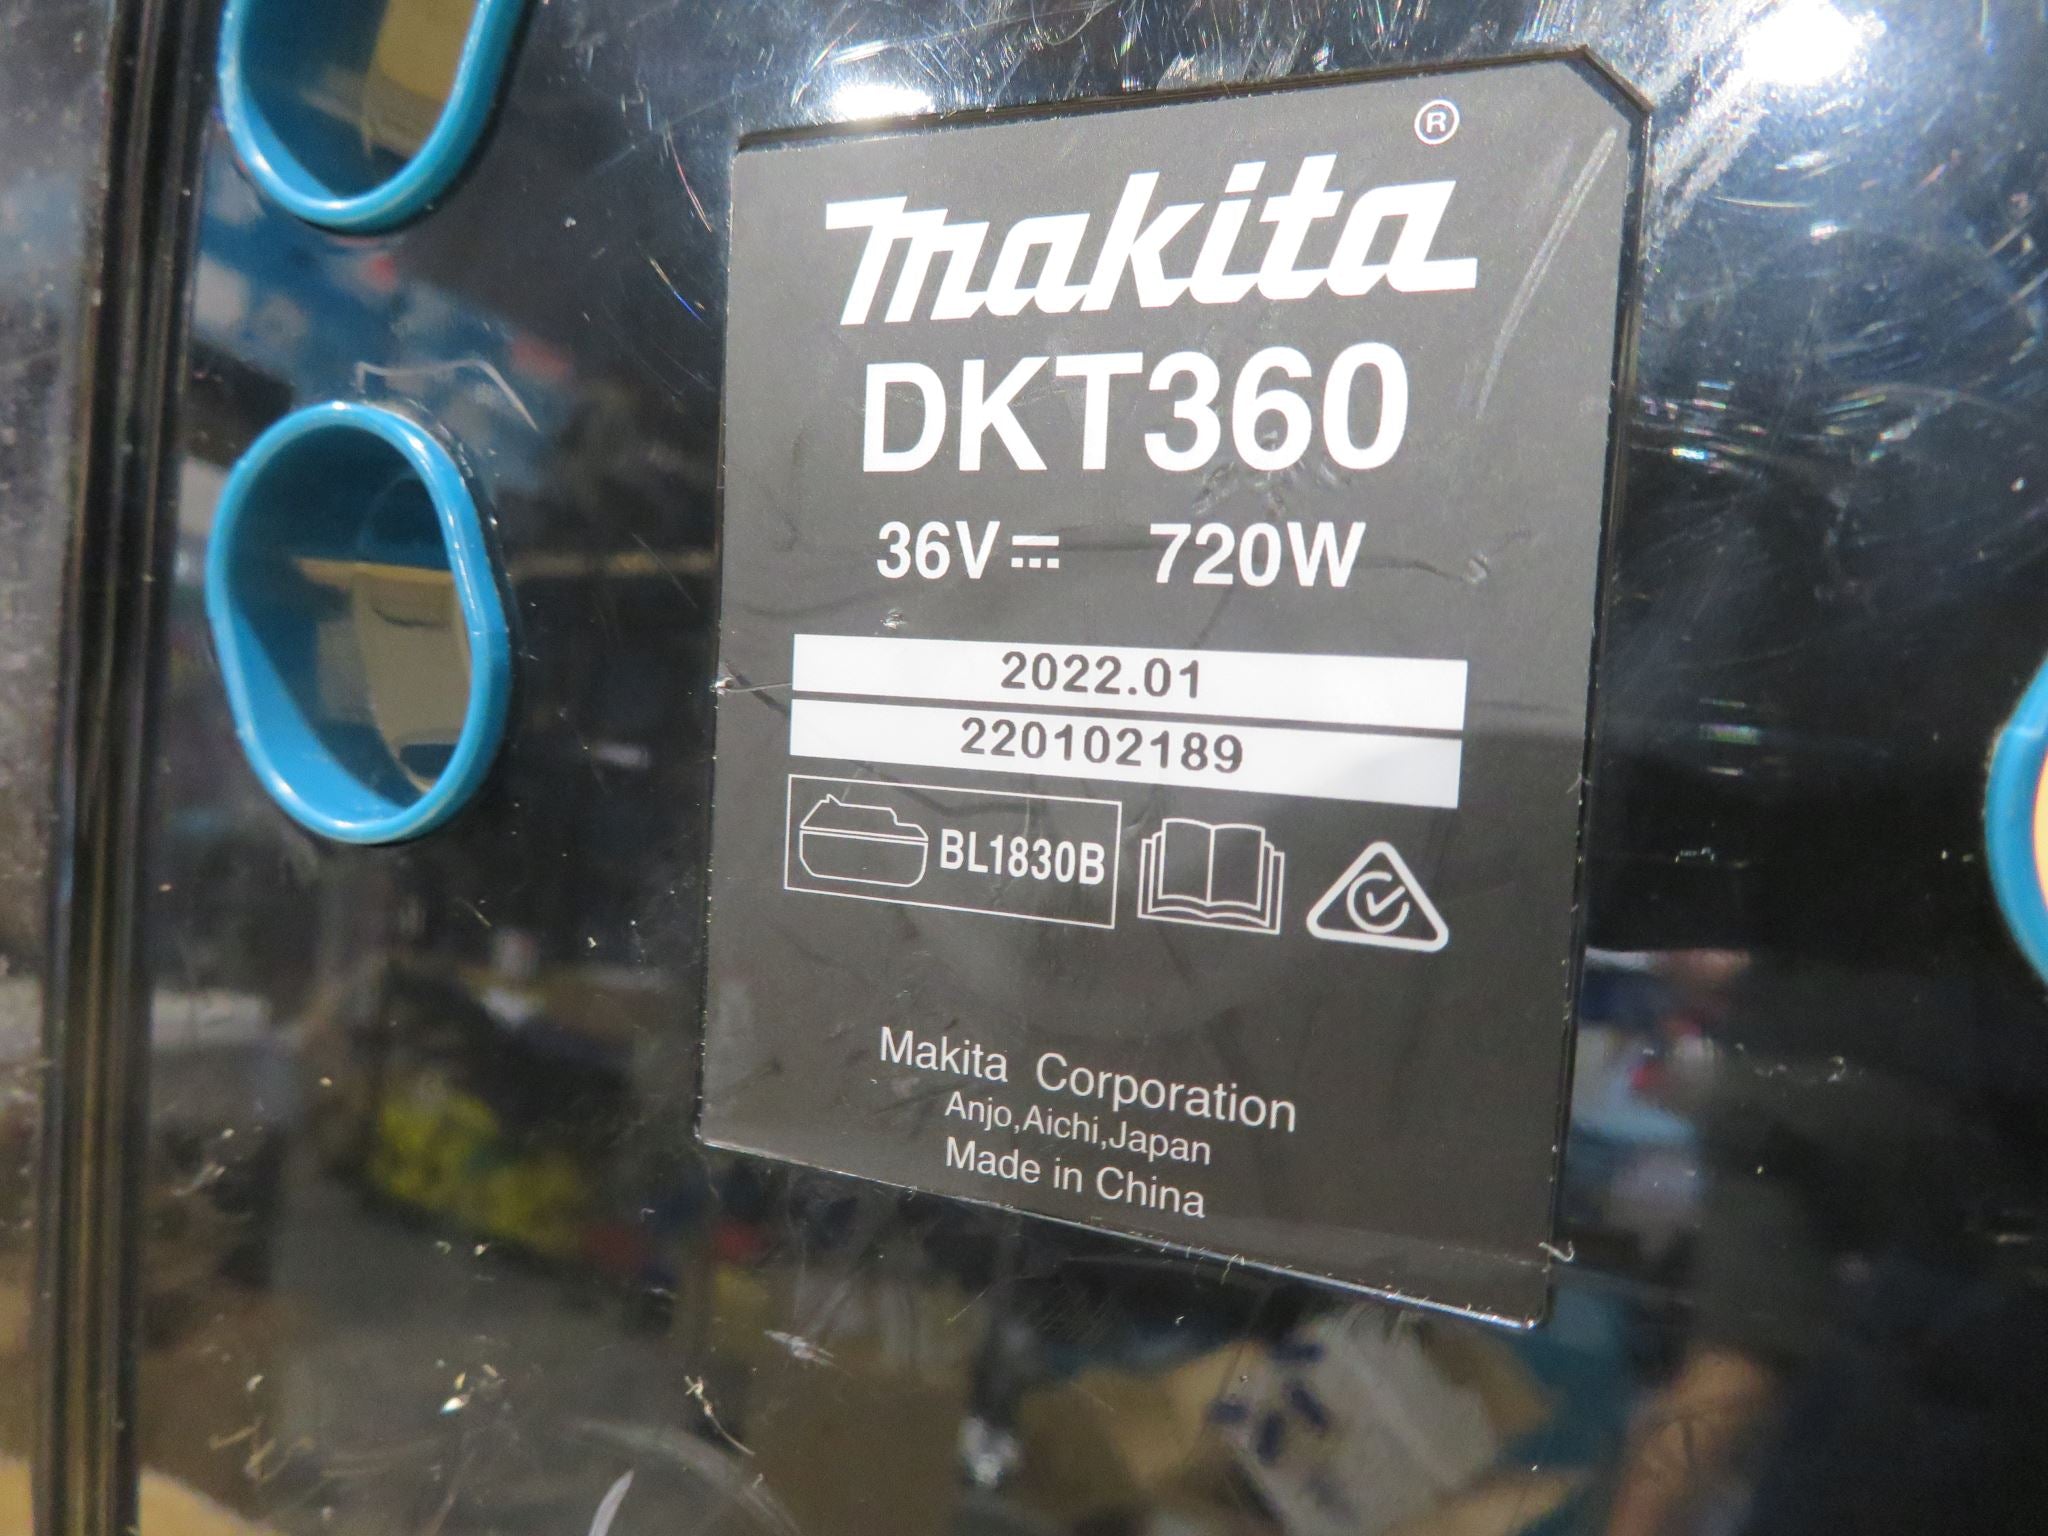 makita ®
DKT360
36V⎓ 720W
2022.01
220102189
BL1830B
Makita Corporation
Anjo,Aichi,Japan
Made in China